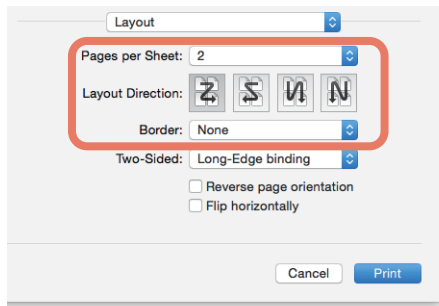 Layout
Pages per Sheet: 2
Layout Direction:
Border: None
Two-Sided: Long-Edge binding
Reverse page orientation
Flip horizontally
Cancel Print